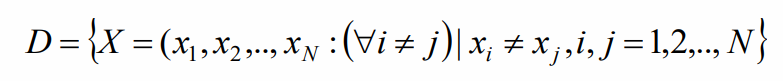 D = {X = (x₁, x₂,.., x_N : (∀i ≠ j)| x_i ≠ x_j, i, j = 1,2,.., N}